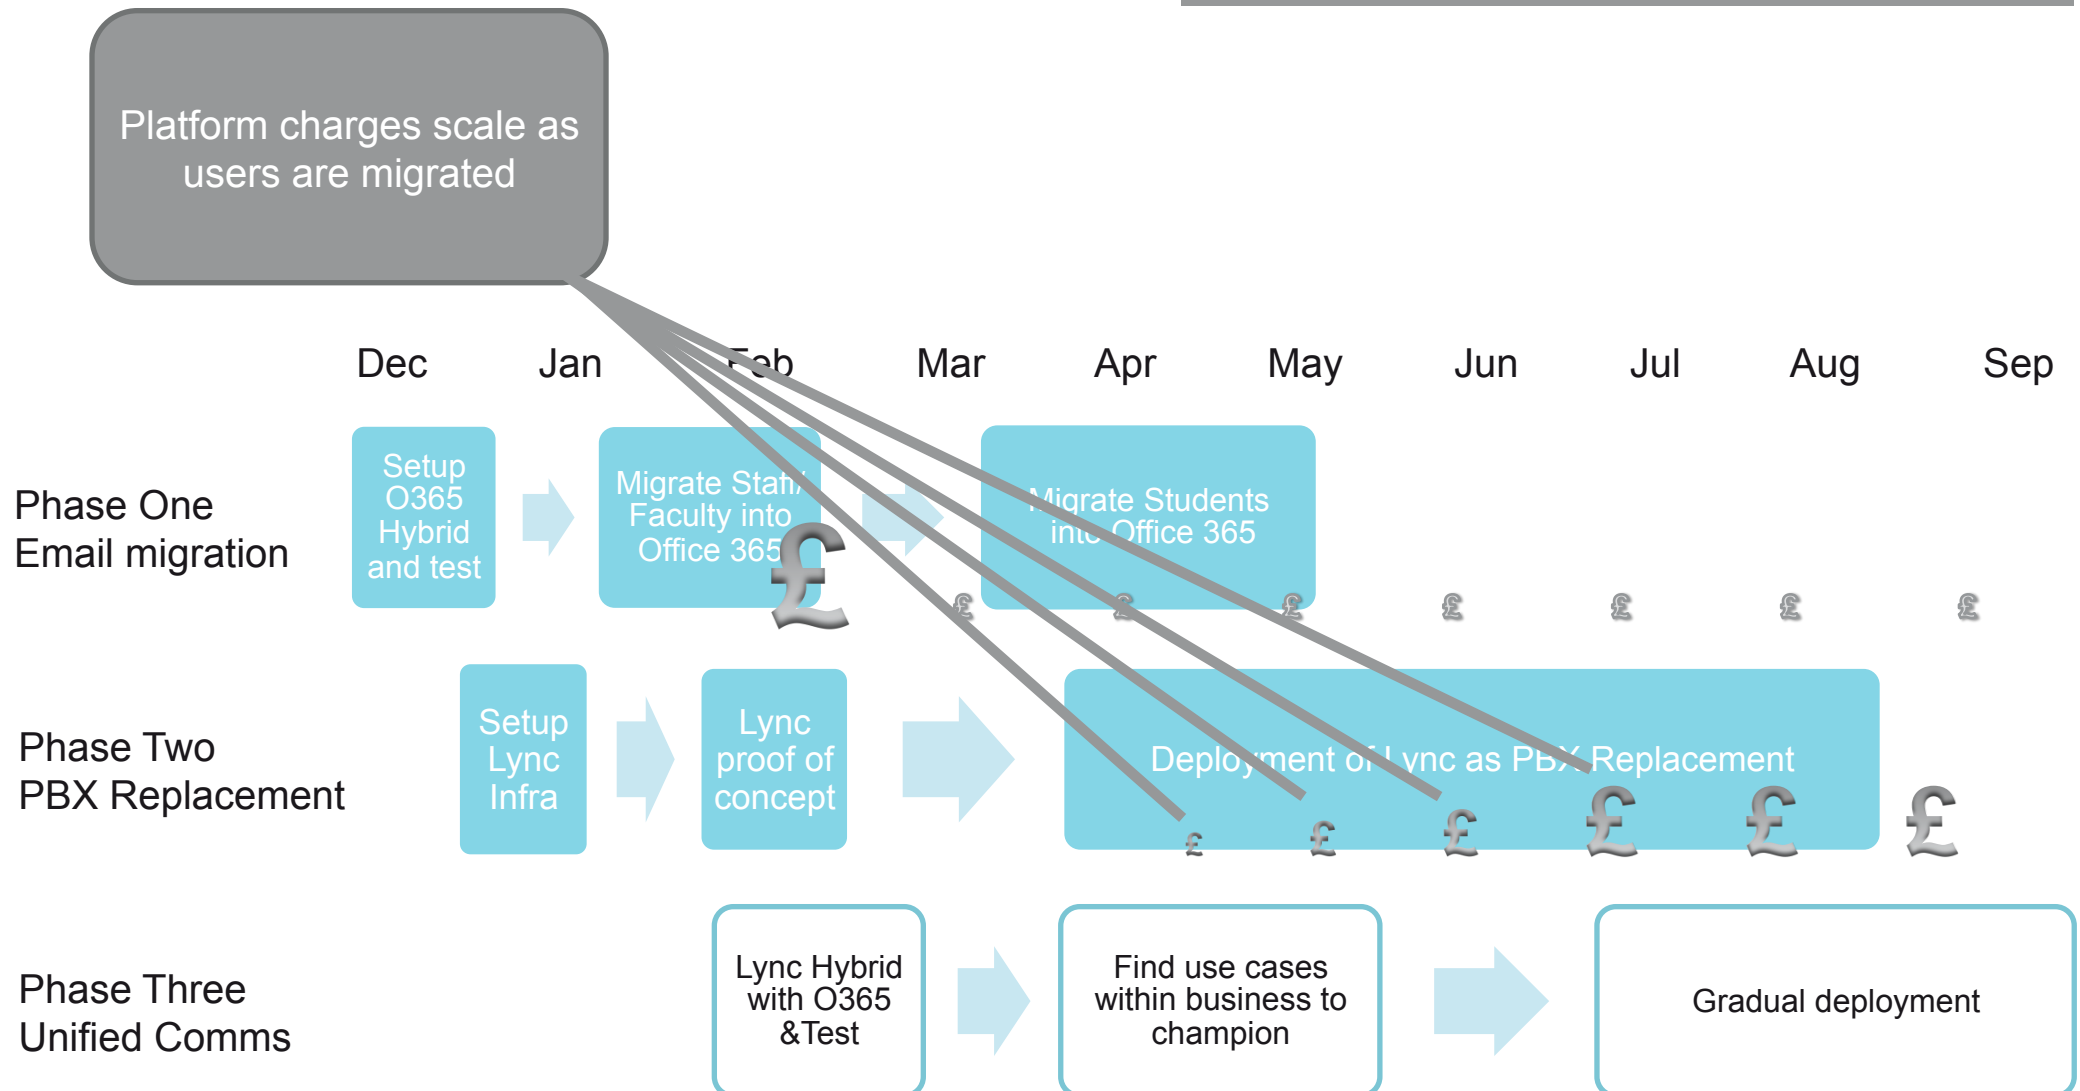 Platform charges scale as
users are migrated
Dec Jan Feb Mar Apr May Jun Jul Aug Sep
Phase One
Email migration
Setup
O365
Hybrid
and test
Migrate Staff/
Faculty into
Office 365
£
Migrate Students
into Office 365
£ £ £ £ £ £ £
Phase Two
PBX Replacement
Setup
Lync
Infra
Lync
proof of
concept
Deployment of Lync as PBX Replacement
£ £ £ £ £ £
Phase Three
Unified Comms
Lync Hybrid
with O365
&Test
Find use cases
within business to
champion
Gradual deployment